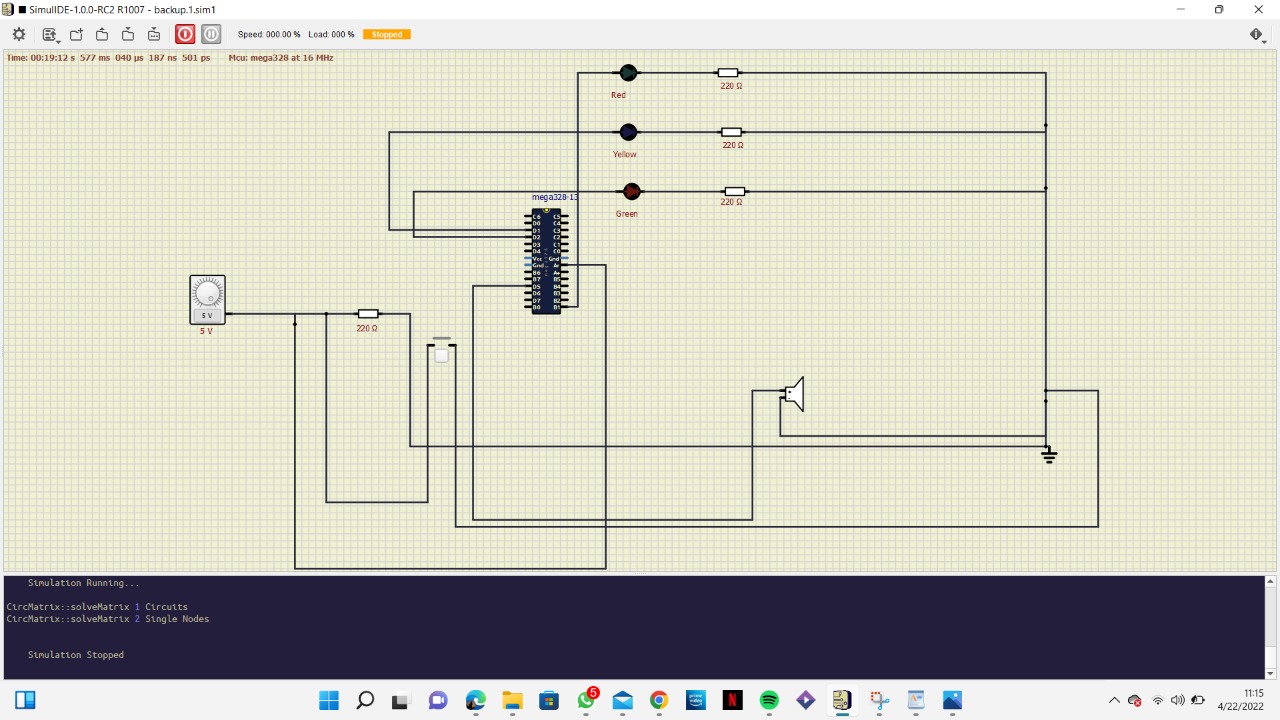 SimulIDE-1.0.0-RC2 R1007 - backup.1.sim1
Speed: 000.00 % Load: 000 % Stopped
Time: 00:19:12 s 577 ms 040 µs 187 ns 501 ps Mcu: mega328 at 16 MHz
Red
220 Ω
Yellow
220 Ω
Green
220 Ω
mega328-13
C6 C5
D0 C4
D1 C3
D2 C2
D3 C1
D4 C0
Vcc Gnd
Gnd
B6 A+
B7 B5
D5 B4
D6 B3
D7 B2
B0 B1
5 V
5 V
220 Ω
Simulation Running...
CircMatrix::solveMatrix 1 Circuits
CircMatrix::solveMatrix 2 Single Nodes
Simulation Stopped
5
prime video
N
11:15
4/22/2022